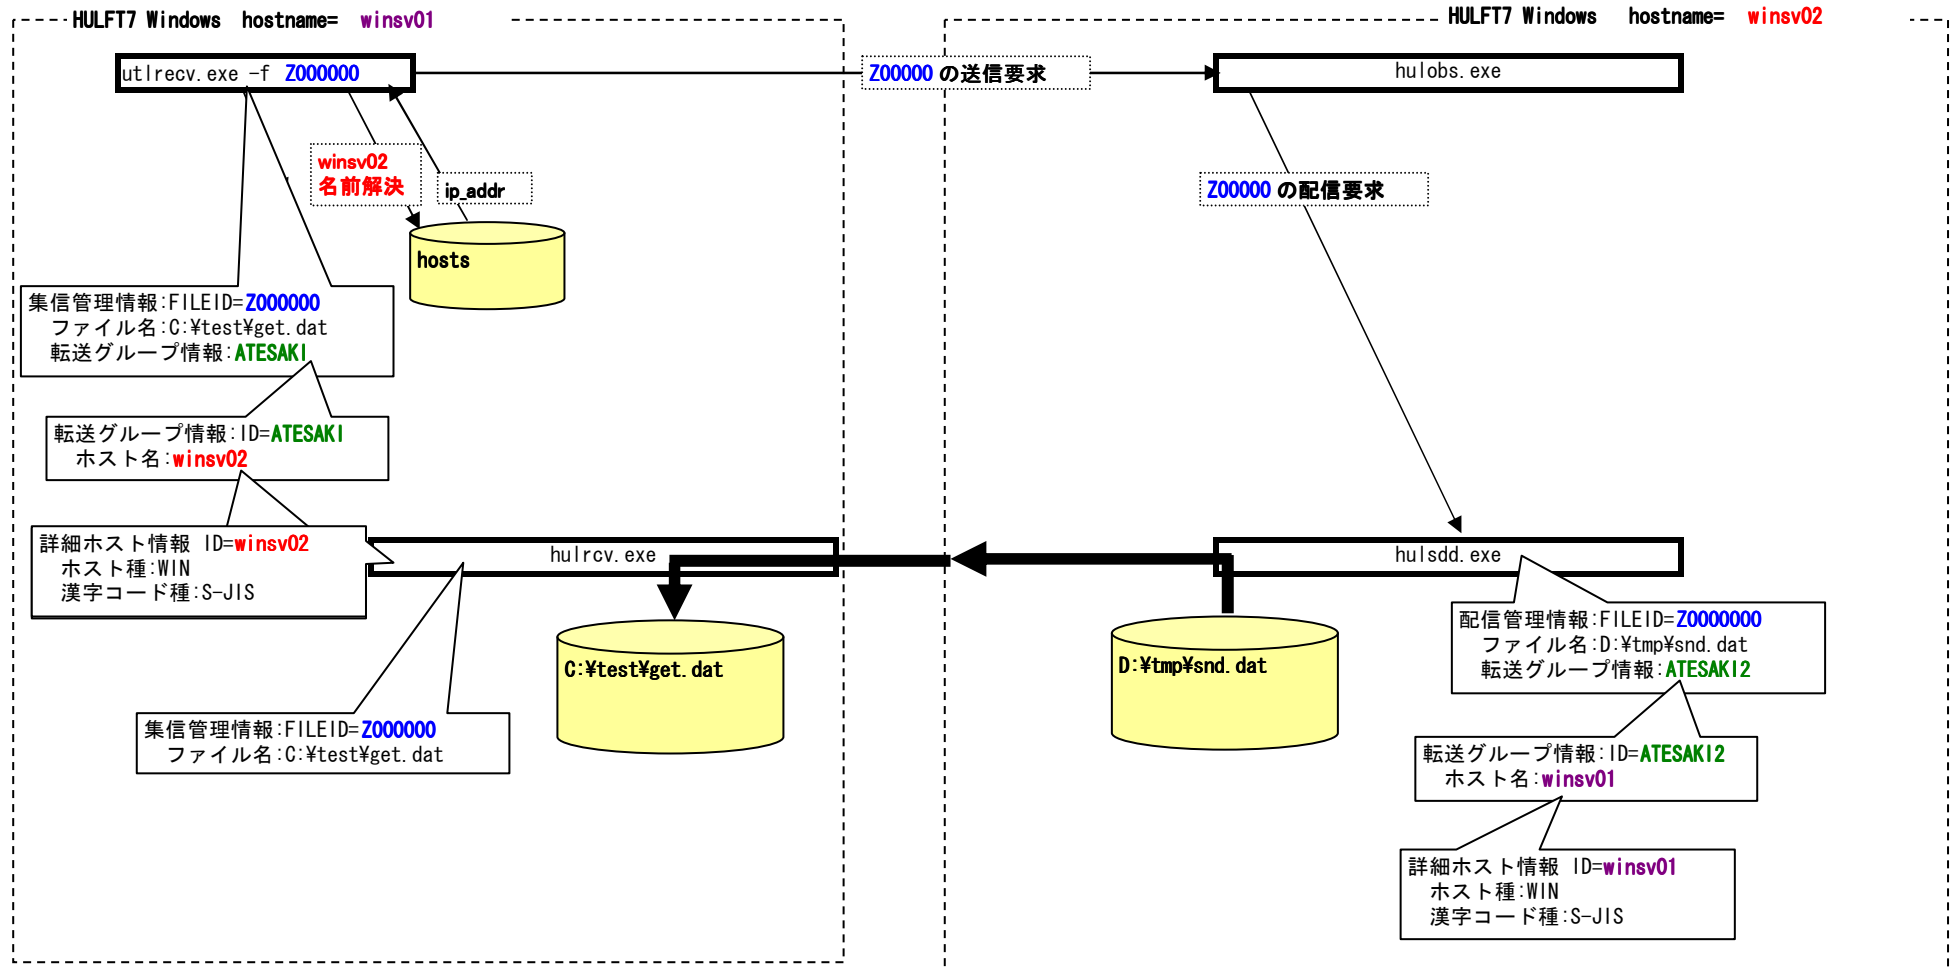 HULFT7 Windows hostname= winsv01
HULFT7 Windows hostname= winsv02
utlrecv.exe -f Z000000
Z00000 の送信要求
hulobs.exe
winsv02
名前解決
ip_addr
Z00000 の配信要求
hosts
集信管理情報:FILEID=Z000000
ファイル名:C:¥test¥get.dat
転送グループ情報:ATESAKI
転送グループ情報:ID=ATESAKI
ホスト名:winsv02
詳細ホスト情報 ID=winsv02
ホスト種:WIN
漢字コード種:S-JIS
hulrcv.exe
hulsdd.exe
C:¥test¥get.dat
D:¥tmp¥snd.dat
配信管理情報:FILEID=Z0000000
ファイル名:D:¥tmp¥snd.dat
転送グループ情報:ATESAKI2
集信管理情報:FILEID=Z000000
ファイル名:C:¥test¥get.dat
転送グループ情報:ID=ATESAKI2
ホスト名:winsv01
詳細ホスト情報 ID=winsv01
ホスト種:WIN
漢字コード種:S-JIS